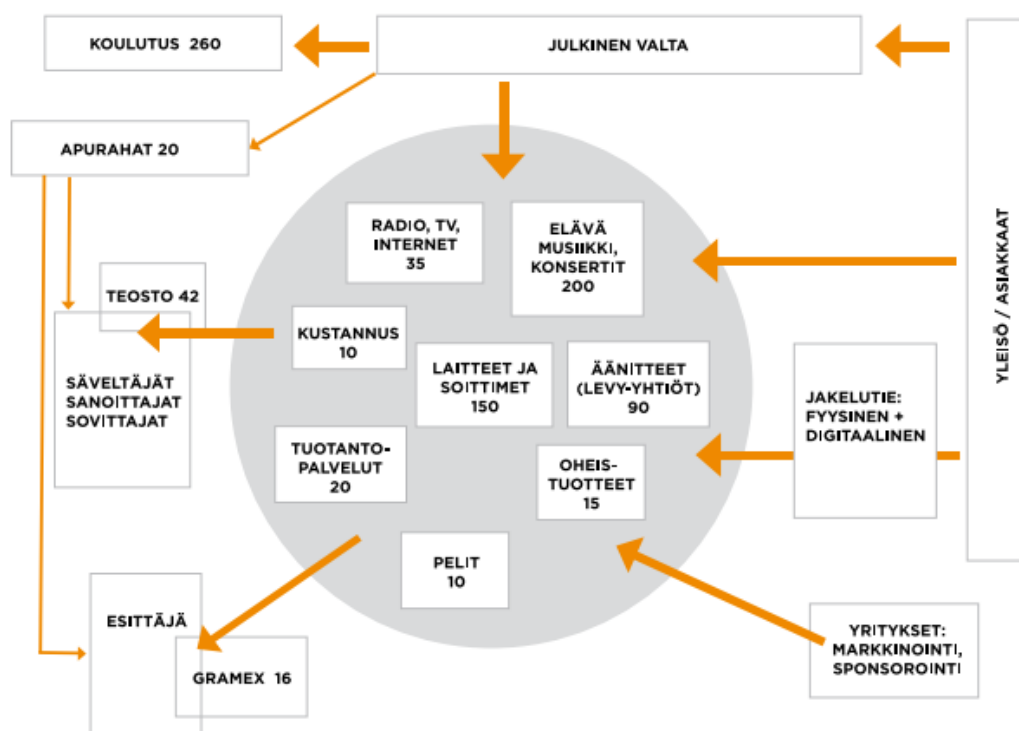 KOULUTUS 260
JULKINEN VALTA
APURAHAT 20
RADIO, TV,
INTERNET
35
ELÄVÄ
MUSIIKKI,
KONSERTIT
200
YLEISÖ / ASIAKKAAT
TEOSTO 42
SÄVELTÄJÄT
SANOITTAJAT
SOVITTAJAT
KUSTANNUS
10
LAITTEET JA
SOITTIMET
150
ÄÄNITTEET
(LEVY-YHTIÖT)
90
JAKELUTIE:
FYYSINEN +
DIGITAALINEN
TUOTANTO-
PALVELUT
20
OHEIS-
TUOTTEET
15
PELIT
10
ESITTÄJÄ
GRAMEX 16
YRITYKSET:
MARKKINOINTI,
SPONSOROINTI